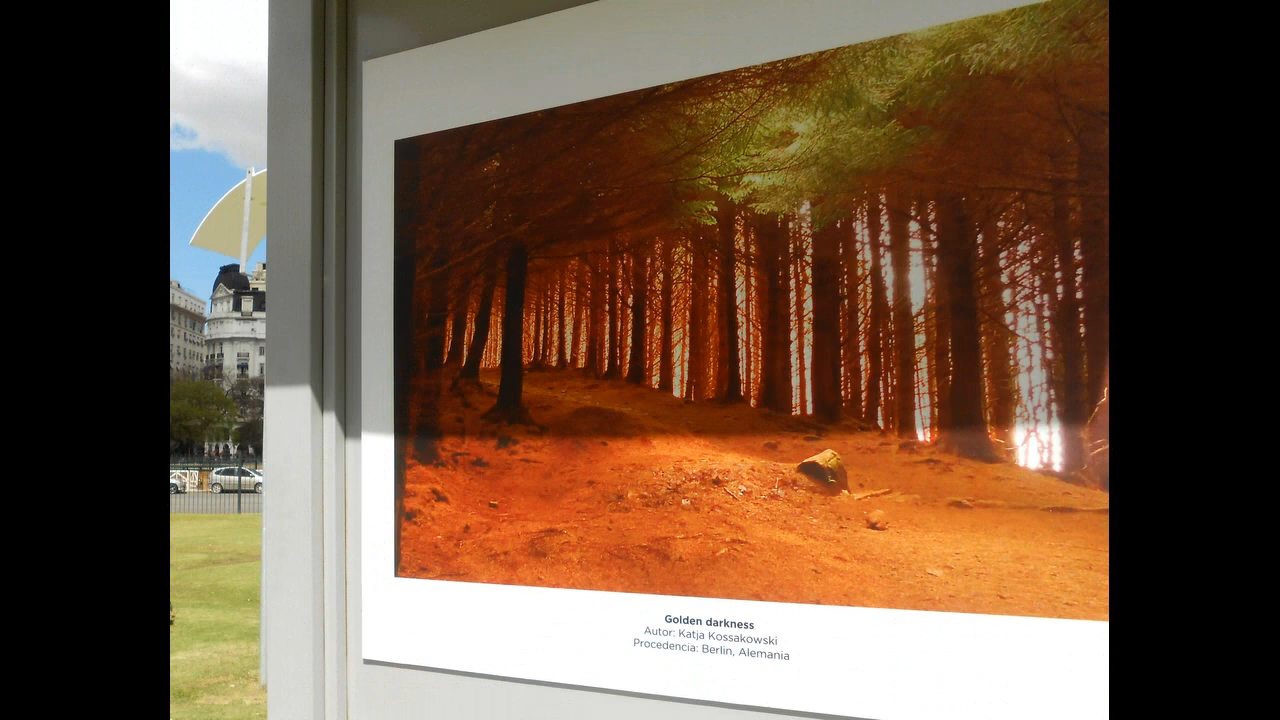 Golden darkness
Autor: Katja Kossakowski
Procedencia: Berlin, Alemania